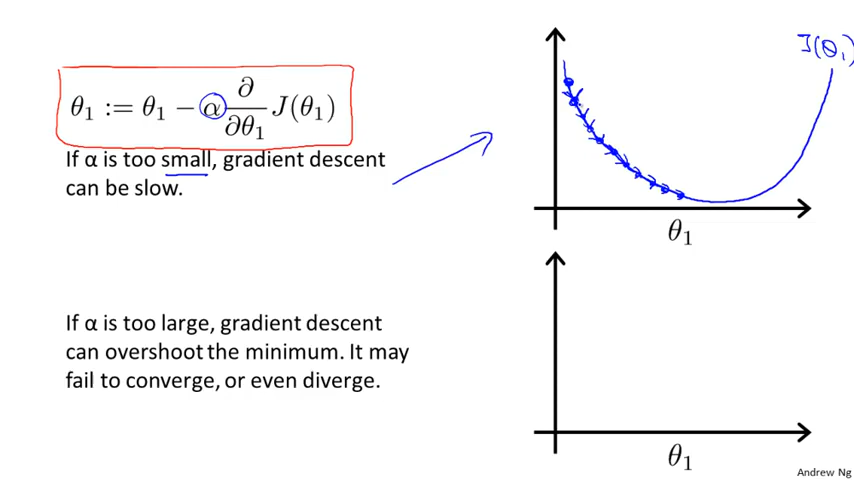 J(θ₁)
θ₁ := θ₁ − α ∂/∂θ₁ J(θ₁)
If α is too small, gradient descent
can be slow.
θ₁
If α is too large, gradient descent
can overshoot the minimum. It may
fail to converge, or even diverge.
θ₁
Andrew Ng